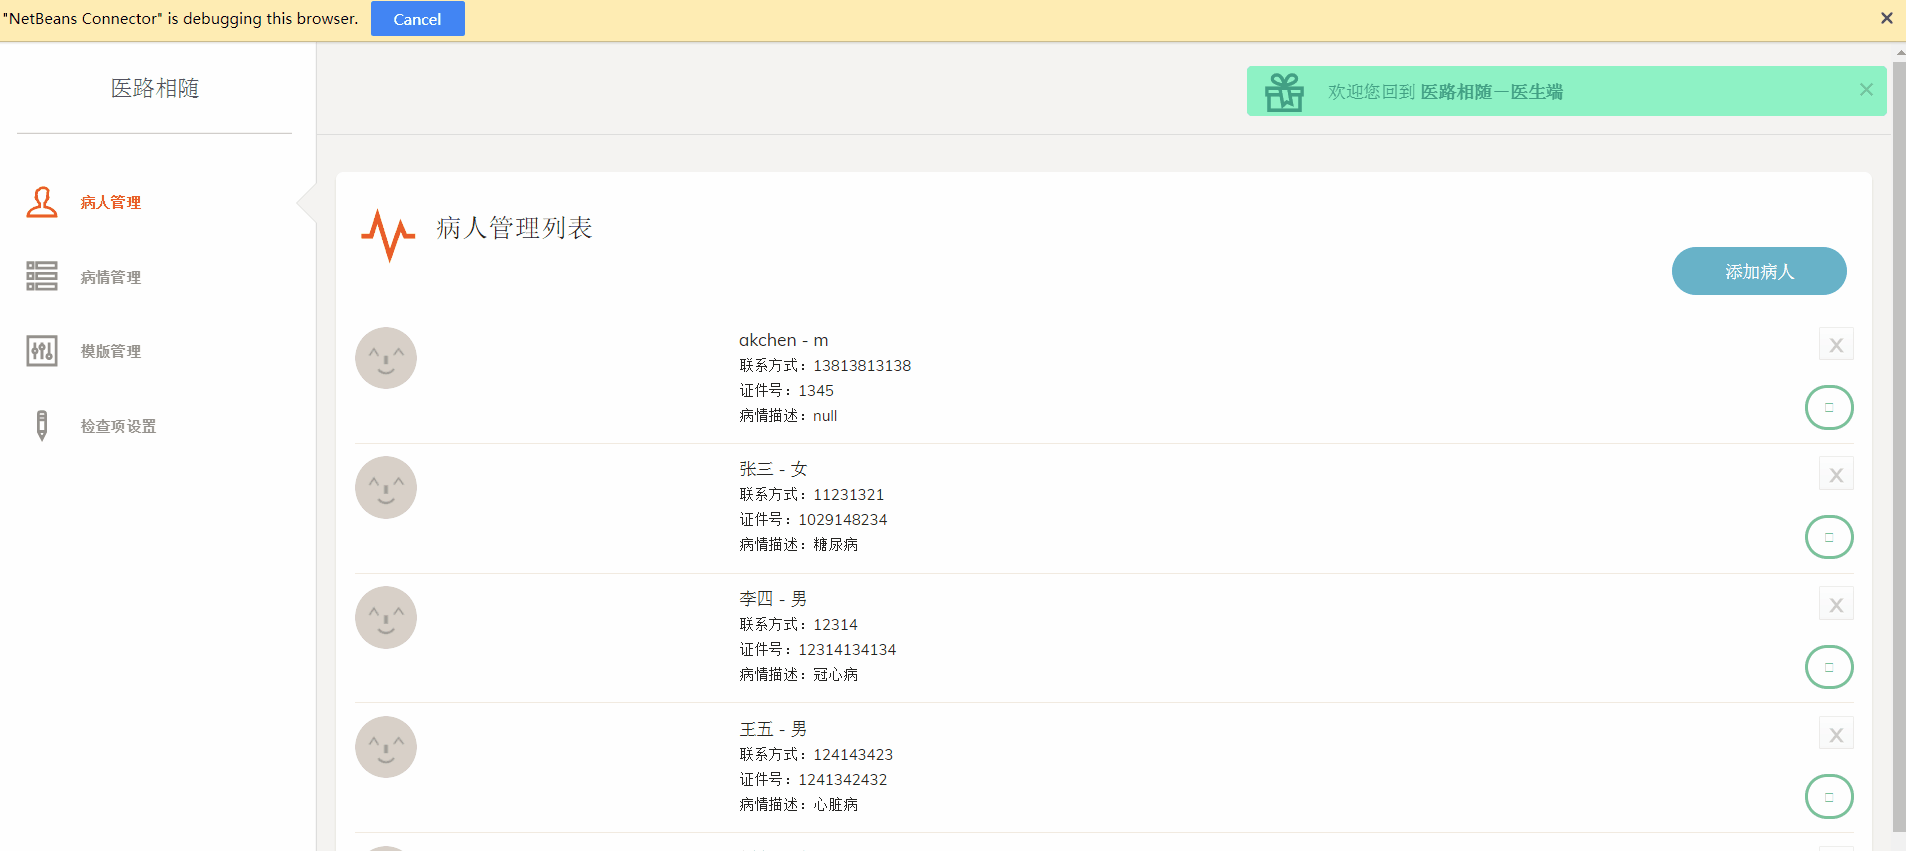 "NetBeans Connector" is debugging this browser.
Cancel
医路相随
欢迎您回到 医路相随－医生端
病人管理
病情管理
模版管理
检查项设置
病人管理列表
添加病人
akchen - m
联系方式：13813813138
证件号：1345
病情描述：null
X
张三 - 女
联系方式：11231321
证件号：1029148234
病情描述：糖尿病
X
李四 - 男
联系方式：12314
证件号：12314134134
病情描述：冠心病
X
王五 - 男
联系方式：124143423
证件号：1241342432
病情描述：心脏病
X